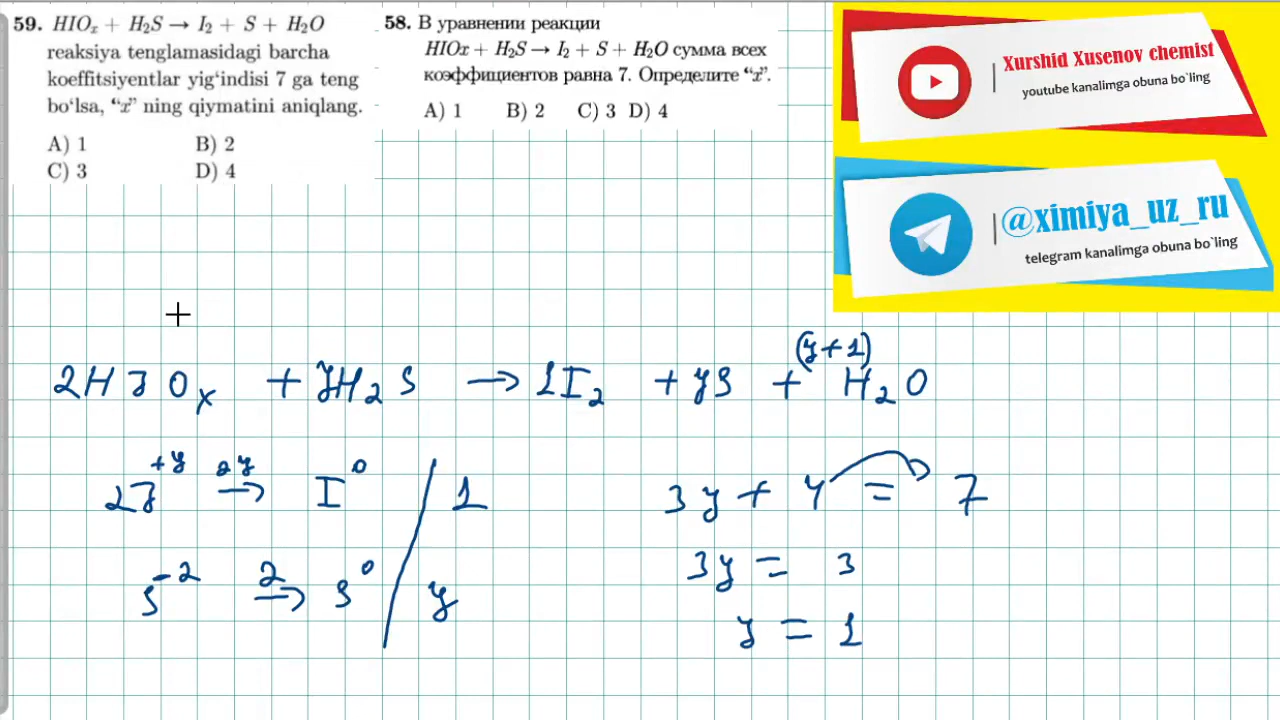 59. HIOₓ + H₂S → I₂ + S + H₂O
reaksiya tenglamasidagi barcha
koeffitsiyentlar yig‘indisi 7 ga teng
bo‘lsa, “x” ning qiymatini aniqlang.
A) 1 B) 2
C) 3 D) 4
58. В уравнении реакции
HIOx + H₂S → I₂ + S + H₂O сумма всех
коэффициентов равна 7. Определите “x”.
A) 1 B) 2 C) 3 D) 4
Xurshid Xusenov chemist
youtube kanalimga obuna bo`ling
@ximiya_uz_ru
telegram kanalimga obuna bo`ling
(y+1)
2HJOₓ + yH₂S → 1I₂ + yS + H₂O
2J⁺ʸ 2y → I⁰ / 1
S⁻² 2 → S⁰ / y
3y + 4 = 7
3y = 3
y = 1